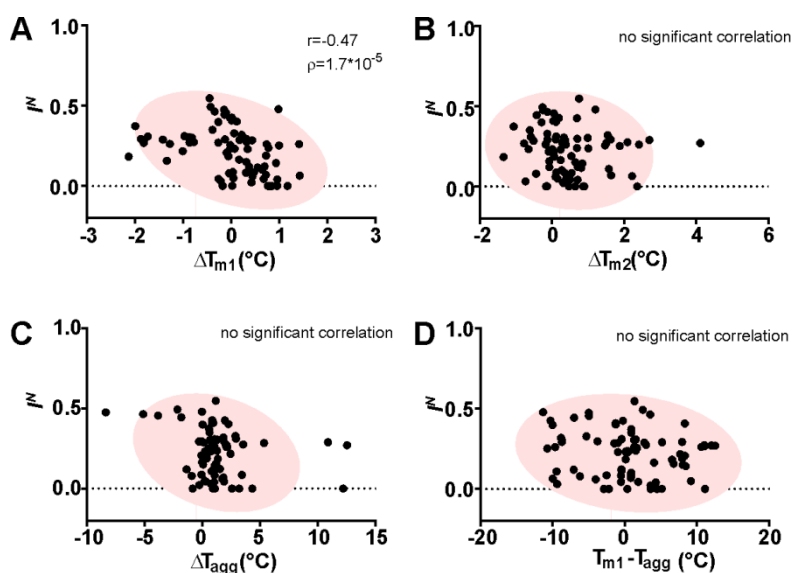 A
r=-0.47
ρ=1.7*10-5
1.0
0.5
0.0
I^N
-3 -2 -1 0 1 2 3
ΔTm1(°C)
B
no significant correlation
1.0
0.5
0.0
I^N
-2 0 2 4 6
ΔTm2(°C)
C
no significant correlation
1.0
0.5
0.0
I^N
-10 -5 0 5 10 15
ΔTagg(°C)
D
no significant correlation
1.0
0.5
0.0
I^N
-20 -10 0 10 20
Tm1-Tagg (°C)